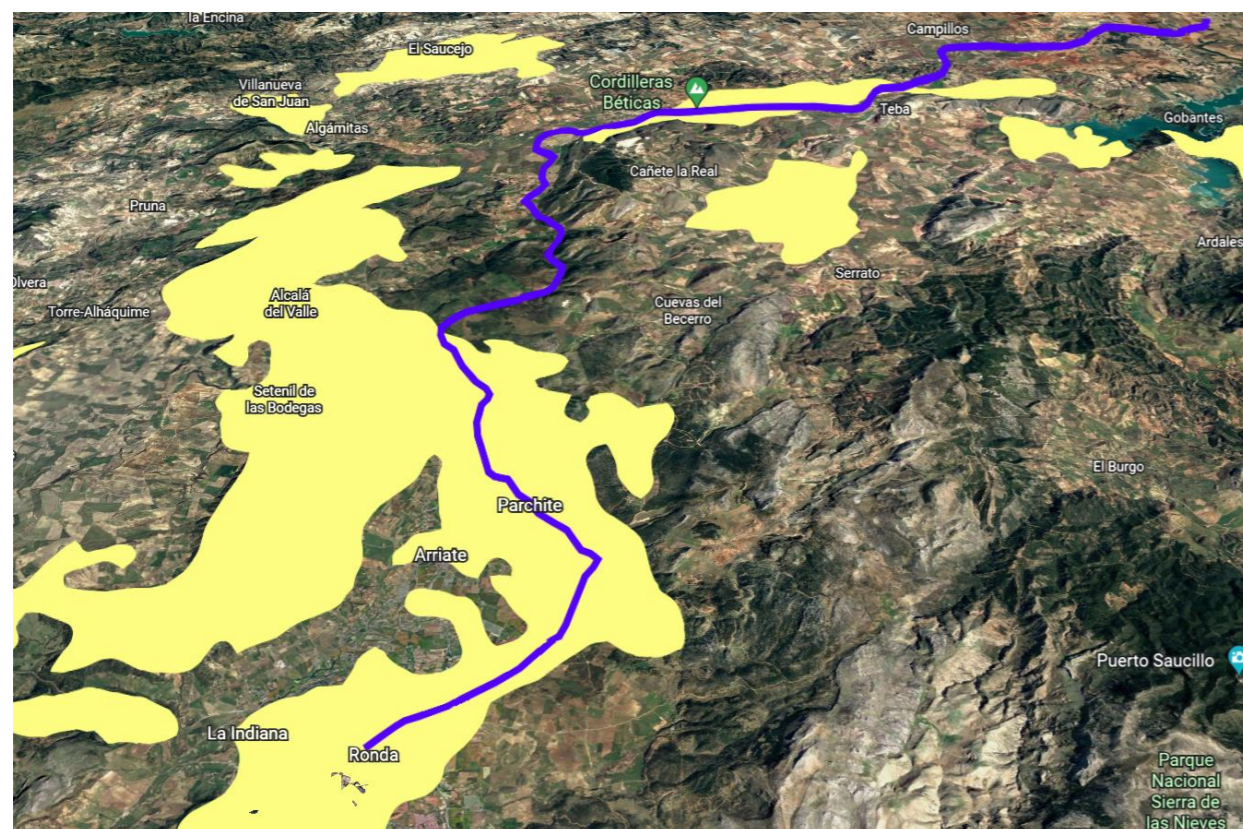 la Encina
El Saucejo
Campillos
Villanueva
de San Juan
Cordilleras
Béticas
Algámitas
Teba
Gobantes
Cañete la Real
Pruna
Ardales
Serrato
Alcalá
del Valle
Torre-Alháquime
Cuevas del
Becerro
Setenil de
las Bodegas
El Burgo
Parchite
Arriate
Puerto Saucillo
La Indiana
Ronda
Parque
Nacional
Sierra de
las Nieves